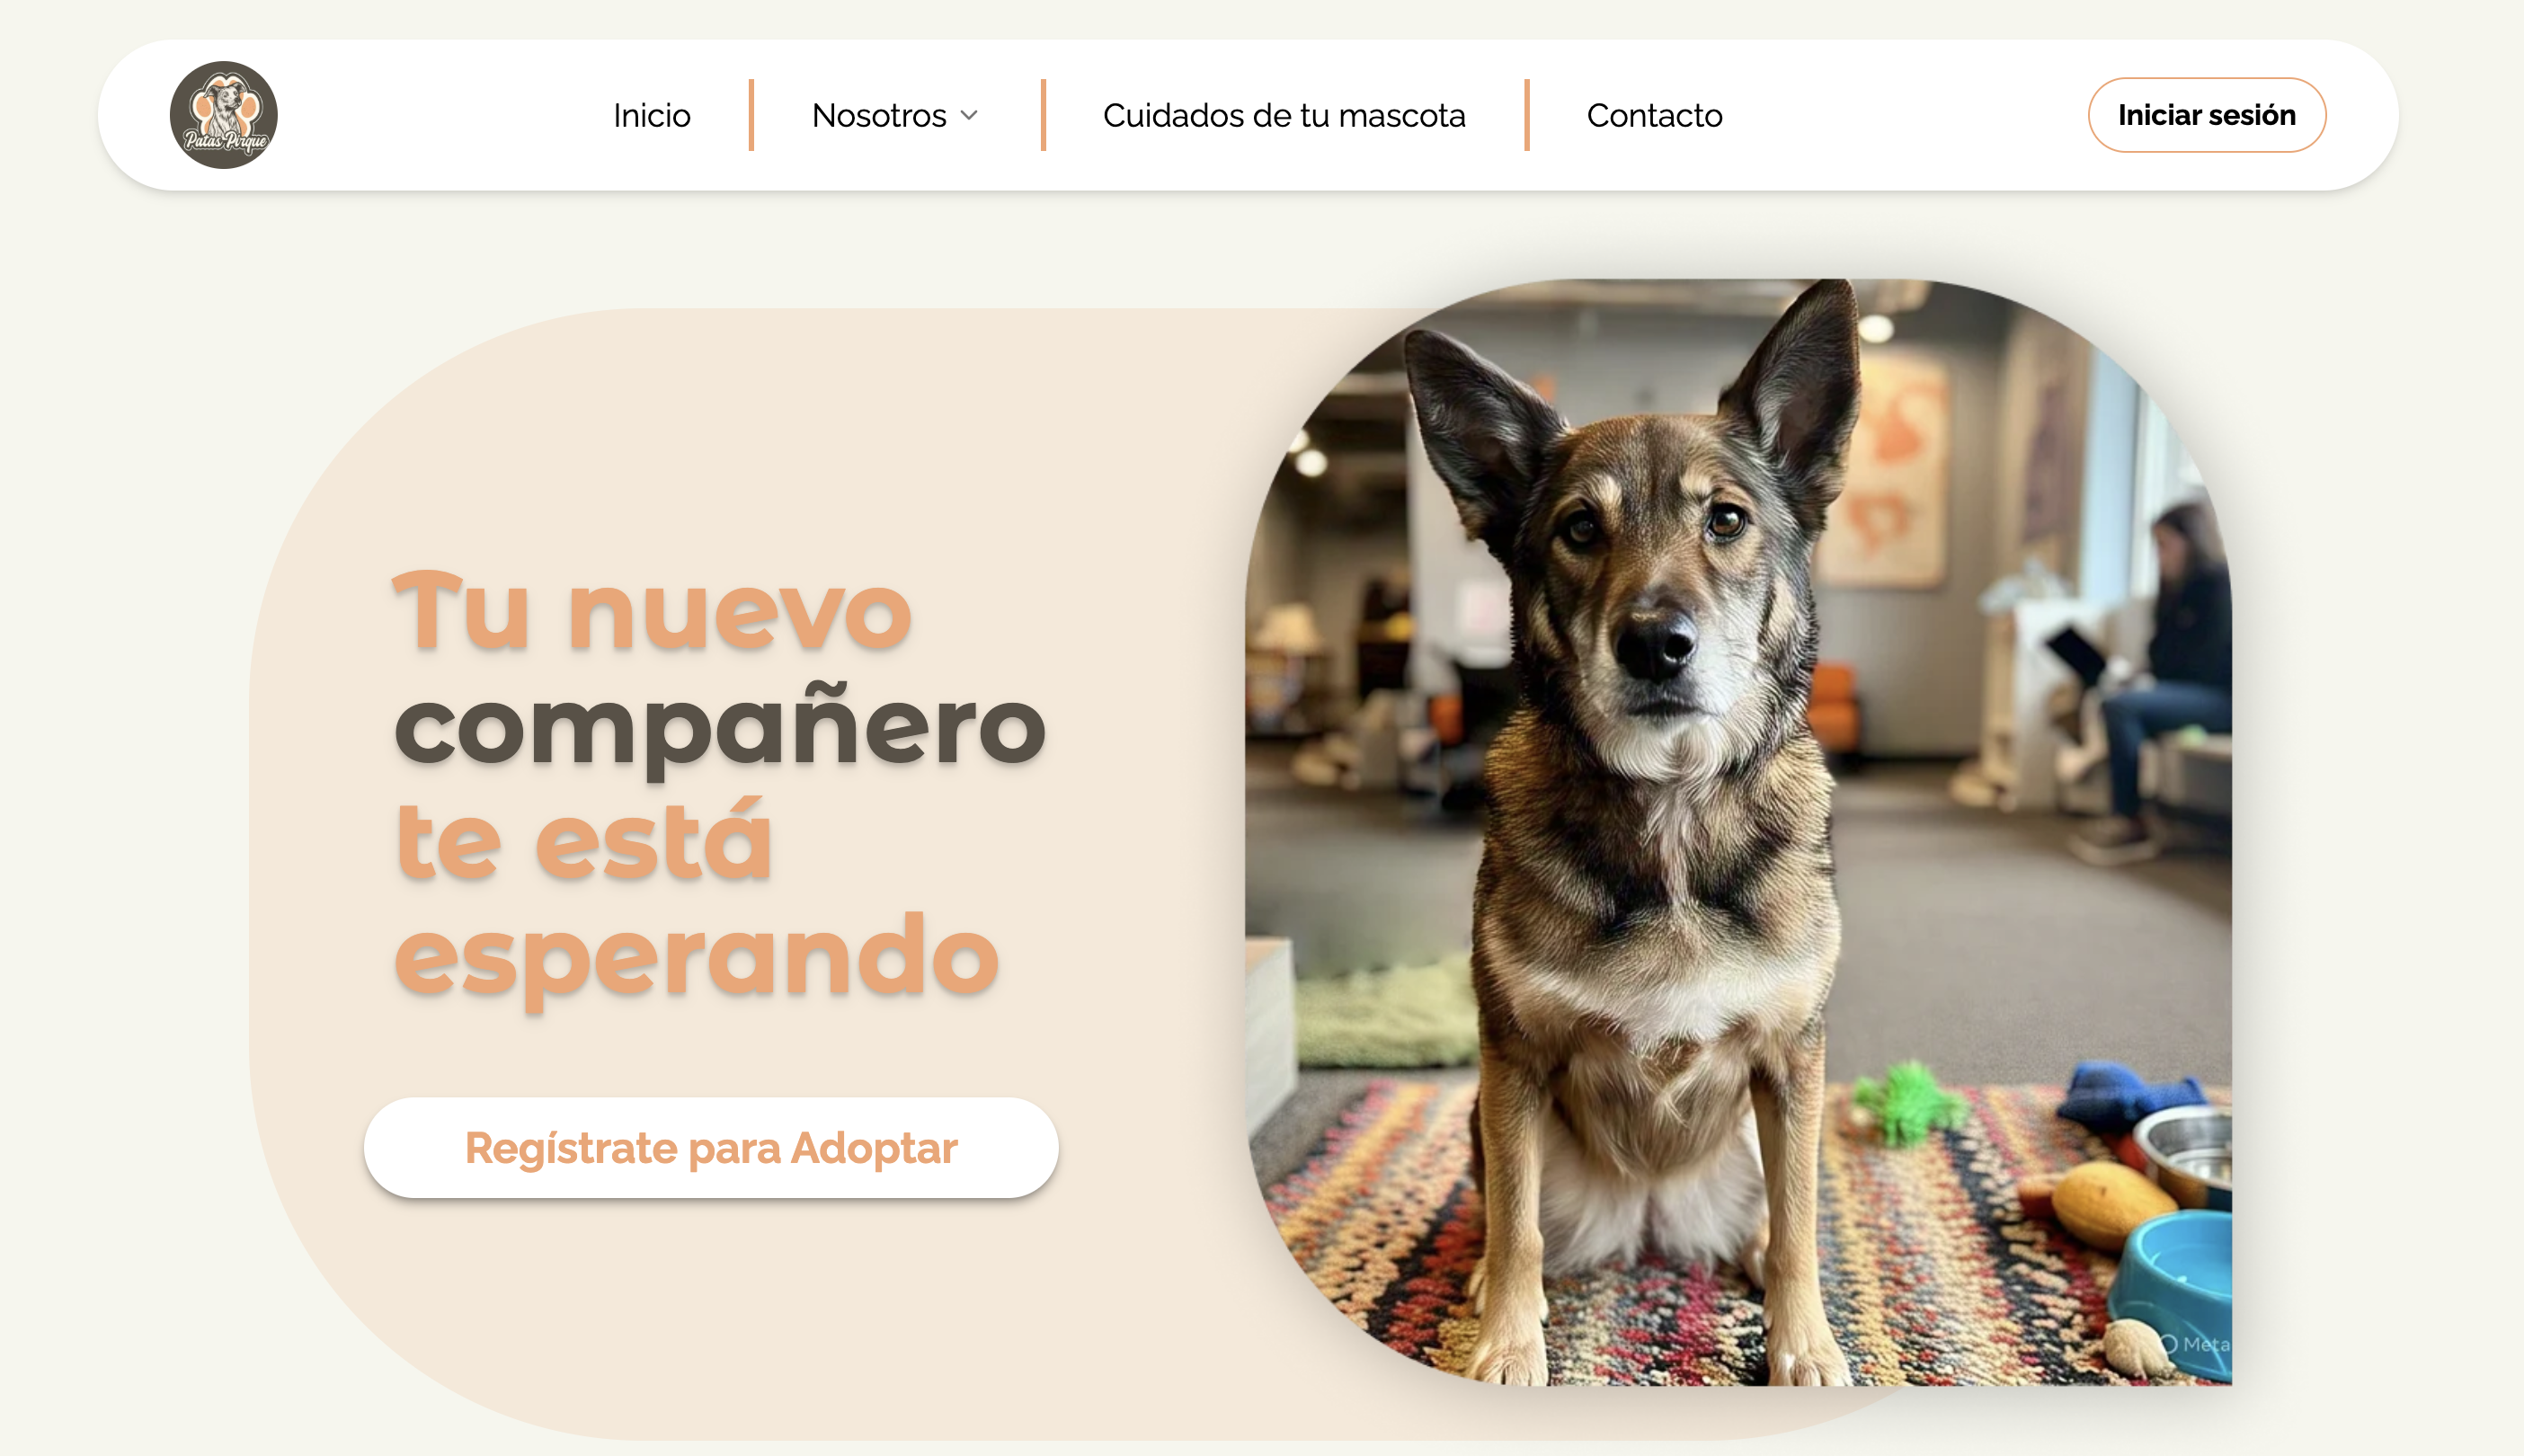 Patas Pirque
Inicio
Nosotros
Cuidados de tu mascota
Contacto
Iniciar sesión
Tu nuevo
compañero
te está
esperando
Regístrate para Adoptar
Meta